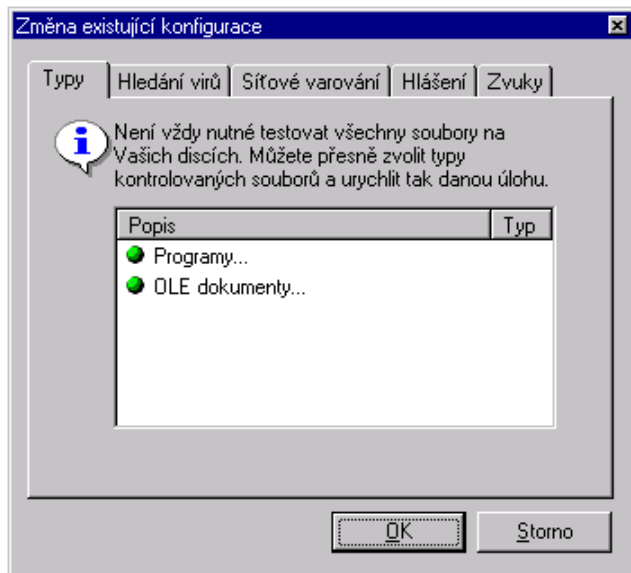 Změna existující konfigurace
Typy Hledání virů Síťové varování Hlášení Zvuky
Není vždy nutné testovat všechny soubory na
Vašich discích. Můžete přesně zvolit typy
kontrolovaných souborů a urychlit tak danou úlohu.
Popis Typ
Programy...
OLE dokumenty...
OK Storno